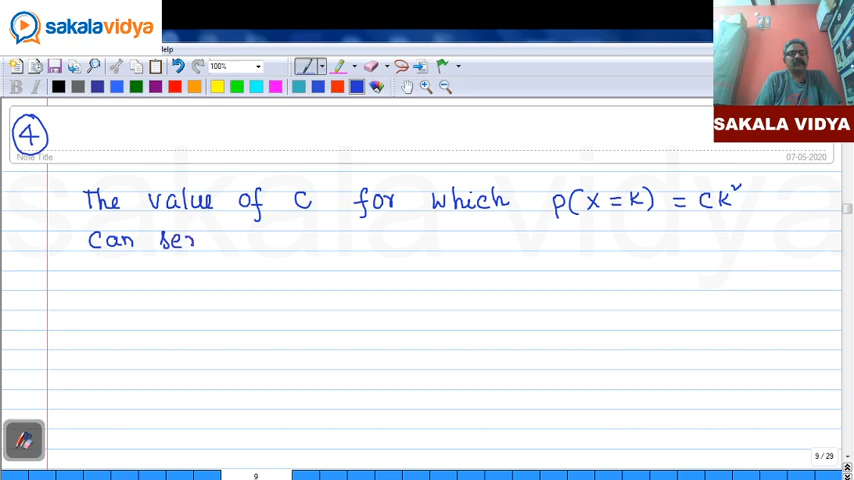 sakalavidya
Help
100%
SAKALA VIDYA
4
Note Title
07-05-2020
The value of C for which P(X=K) = CK²
Can ser
9 / 29
9